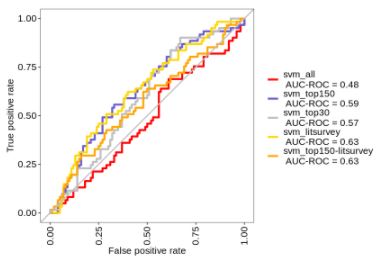 1.00
0.75
0.50
0.25
0.00
True positive rate
0.00
0.25
0.50
0.75
1.00
False positive rate
svm_all
AUC-ROC = 0.48
svm_top150
AUC-ROC = 0.59
svm_top30
AUC-ROC = 0.57
svm_litsurvey
AUC-ROC = 0.63
svm_top150-litsurvey
AUC-ROC = 0.63